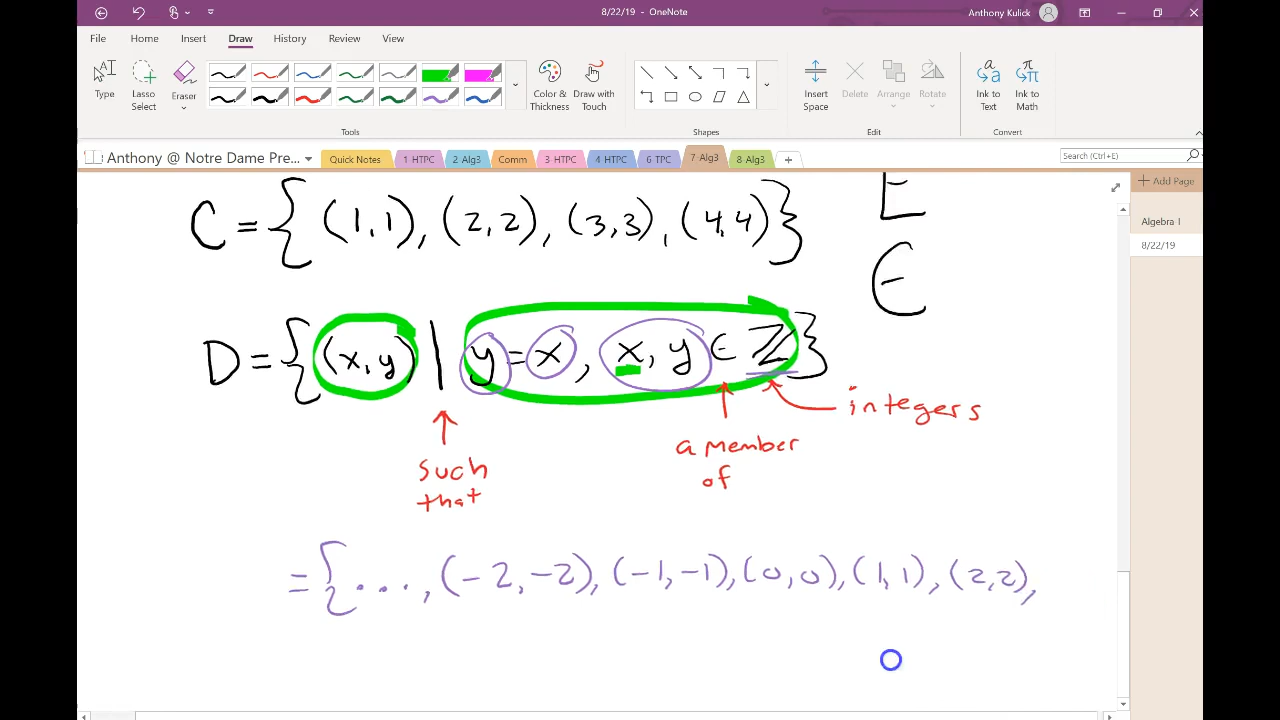 8/22/19 - OneNote
Anthony Kulick
File Home Insert Draw History Review View
Type
Lasso Select
Eraser
Color & Thickness
Draw with Touch
Insert Space
Delete
Arrange
Rotate
Ink to Text
Ink to Math
Tools Shapes Edit Convert
Anthony @ Notre Dame Pre... Quick Notes 1 HTPC 2 Alg3 Comm 3 HTPC 4 HTPC 6 TPC 7 Alg3 8 Alg3 Search (Ctrl+E)
Add Page
Algebra I
8/22/19
C = { (1,1), (2,2), (3,3), (4,4) }
E
∈
D = { (x,y) | y = x, x, y ∈ ℤ }
integers
a member
of
such
that
= { ..., (-2,-2), (-1,-1), (0,0), (1,1), (2,2),